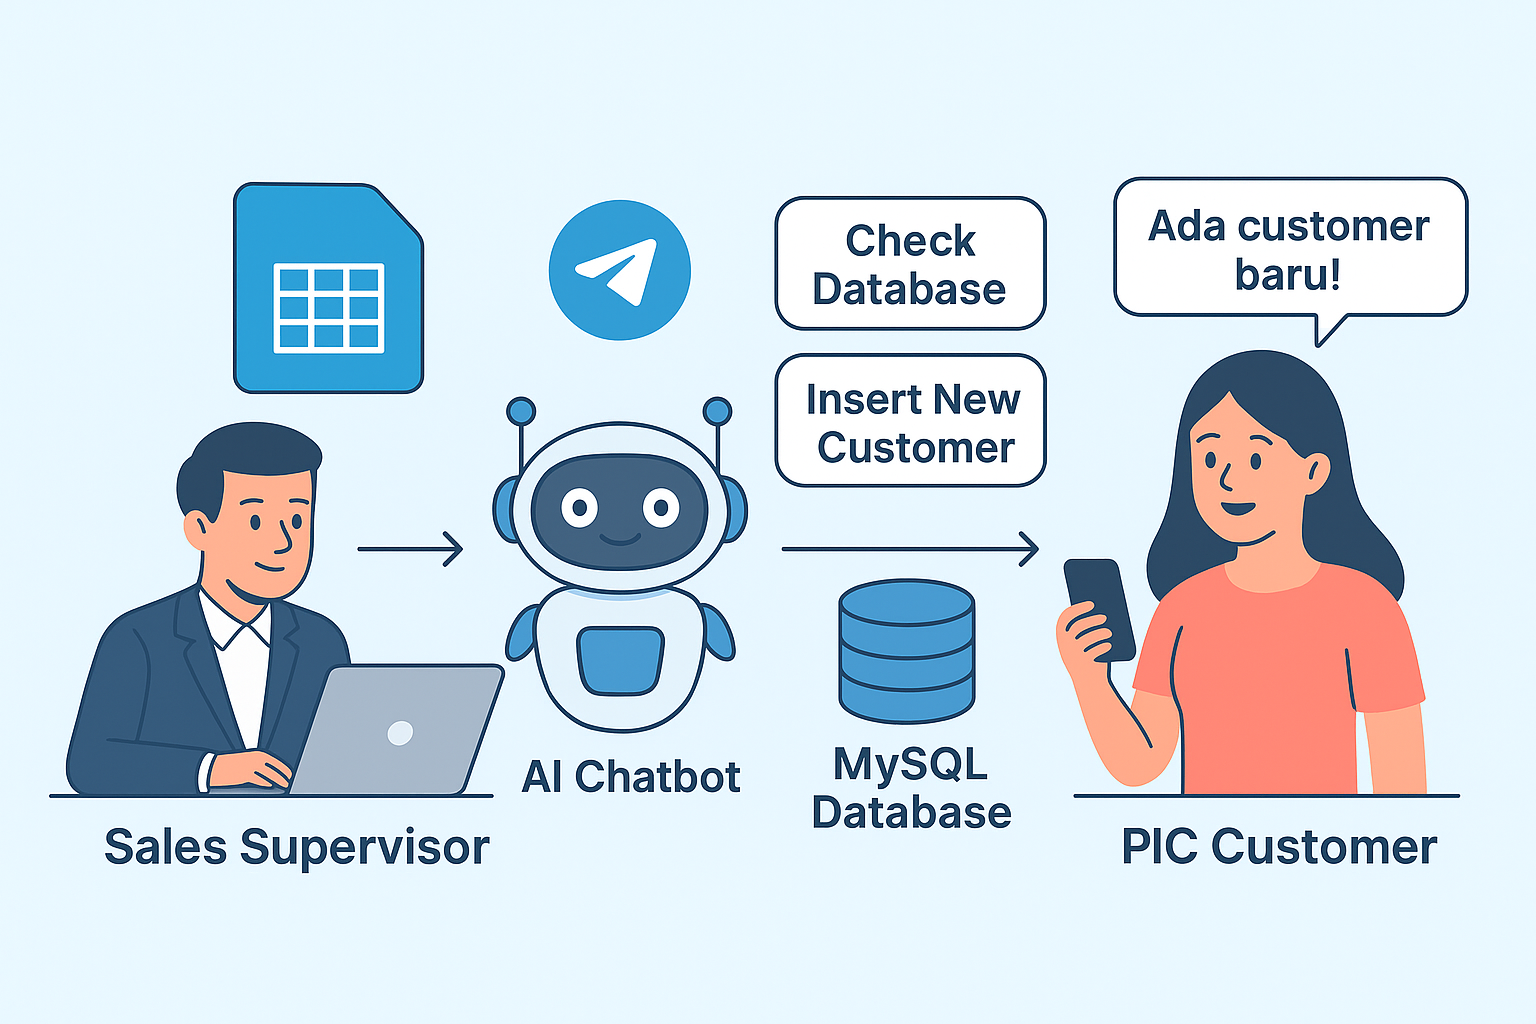 Check
Database
Insert New
Customer
Ada customer
baru!
Sales Supervisor
AI Chatbot
MySQL
Database
PIC Customer